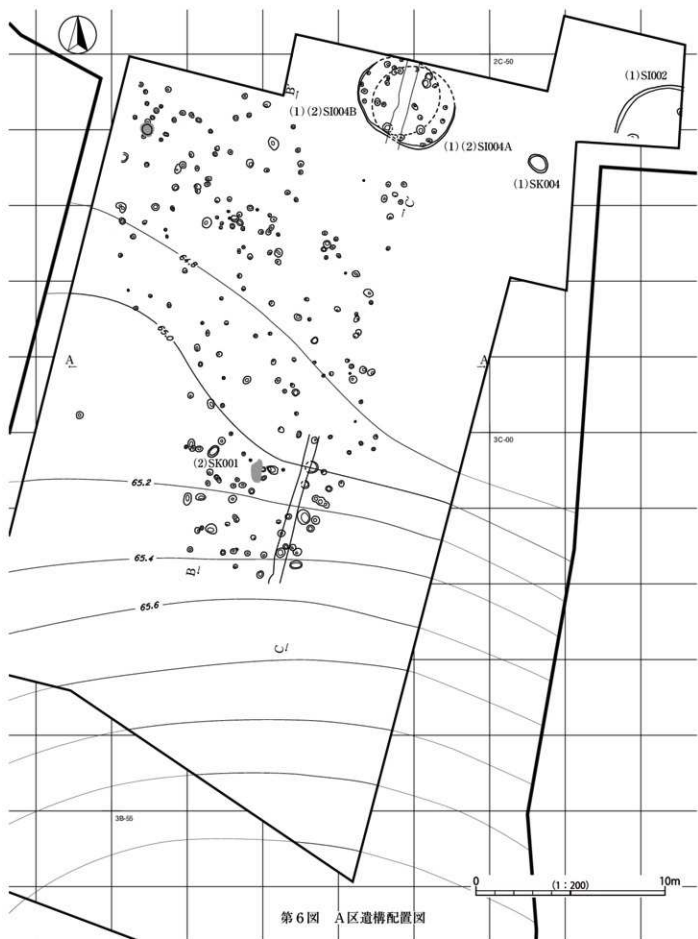 2C-50
(1)SI002
B
(1)(2)SI004B
(1)(2)SI004A
(1)SK004
C
64.8
65.0
A
A
3C-00
(2)SK001
65.2
65.4
B
65.6
C
3B-55
0
(1:200)
10m
第6図 A区遺構配置図